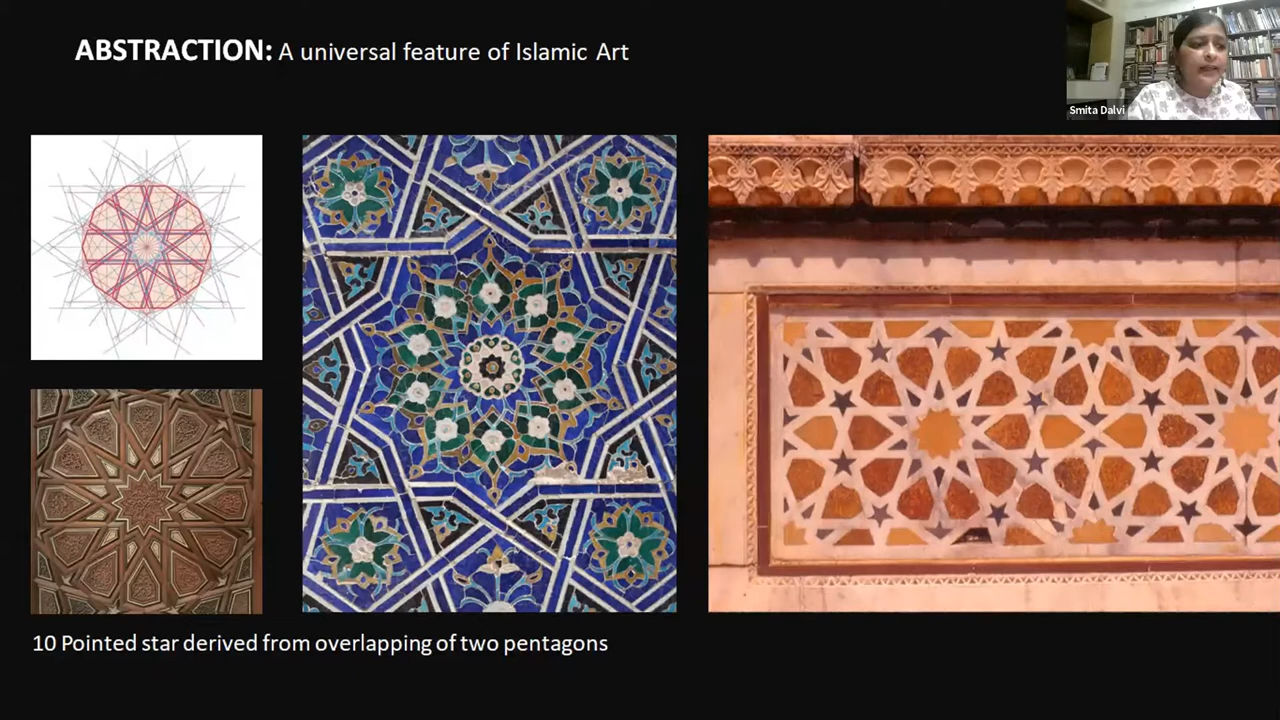 ABSTRACTION: A universal feature of Islamic Art
Smita Dalvi
10 Pointed star derived from overlapping of two pentagons